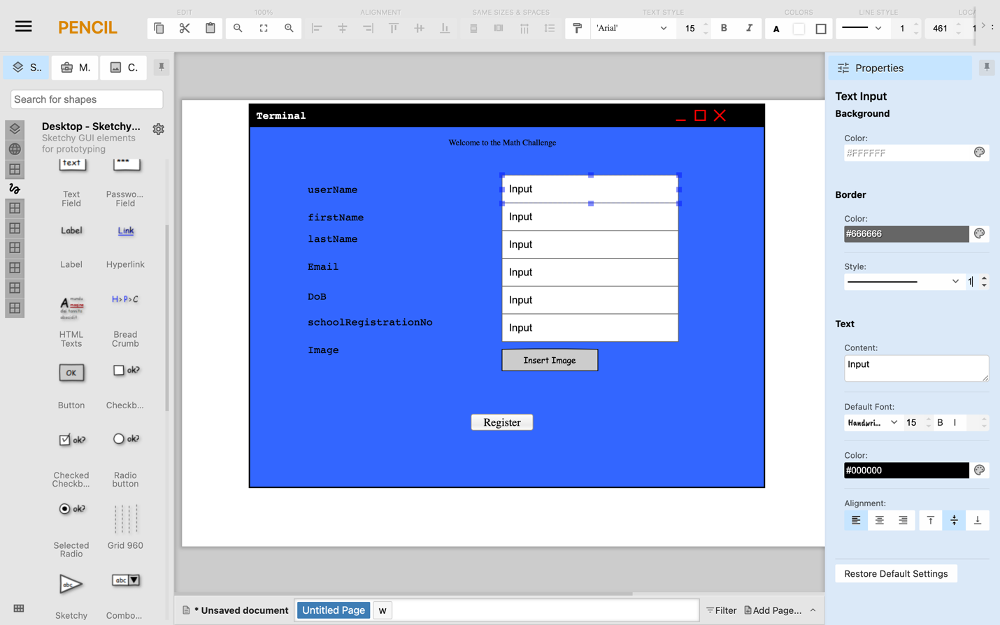 EDIT
100%
ALIGNMENT
SAME SIZES & SPACES
TEXT STYLE
COLORS
LINE STYLE
LOCA
PENCIL
'Arial'
15
B
I
A
1
461
S..
M.
C.
Search for shapes
Desktop - Sketchy...
Sketchy GUI elements
for prototyping
text
***
Text
Field
Passwo...
Field
Label
Link
Label
Hyperlink
H>P>C
HTML
Texts
Bread
Crumb
OK
ok?
Button
Checkb...
ok?
ok?
Checked
Checkb...
Radio
button
ok?
Selected
Radio
Grid 960
abc
abc
Sketchy
Combo...
Terminal
Welcome to the Math Challenge
userName
Input
firstName
Input
lastName
Input
Email
Input
DoB
Input
schoolRegistrationNo
Input
Image
Insert Image
Register
* Unsaved document
Untitled Page
w
Filter
Add Page...
Properties
Text Input
Background
Color:
#FFFFFF
Border
Color:
#666666
Style:
1
Text
Content:
Input
Default Font:
Handwri...
15
B
I
Color:
#000000
Alignment:
Restore Default Settings